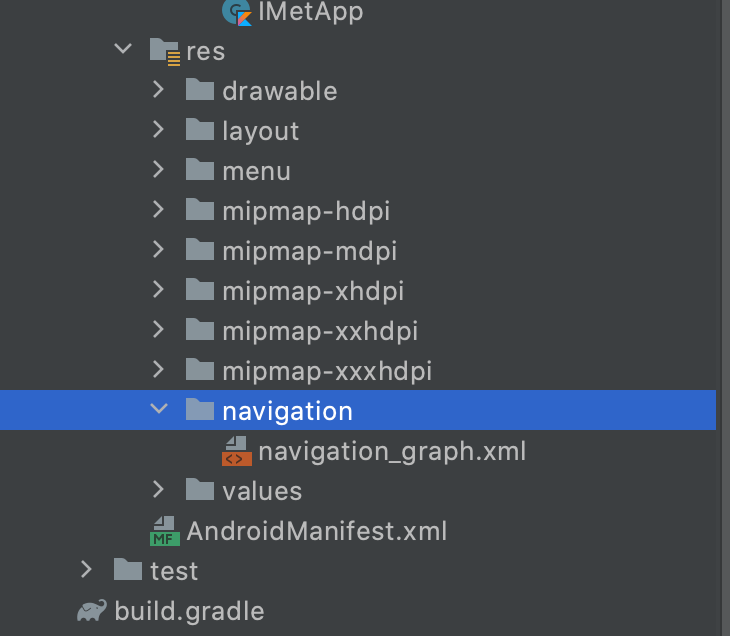 IMetApp
res
drawable
layout
menu
mipmap-hdpi
mipmap-mdpi
mipmap-xhdpi
mipmap-xxhdpi
mipmap-xxxhdpi
navigation
<> navigation_graph.xml
values
MF AndroidManifest.xml
test
build.gradle